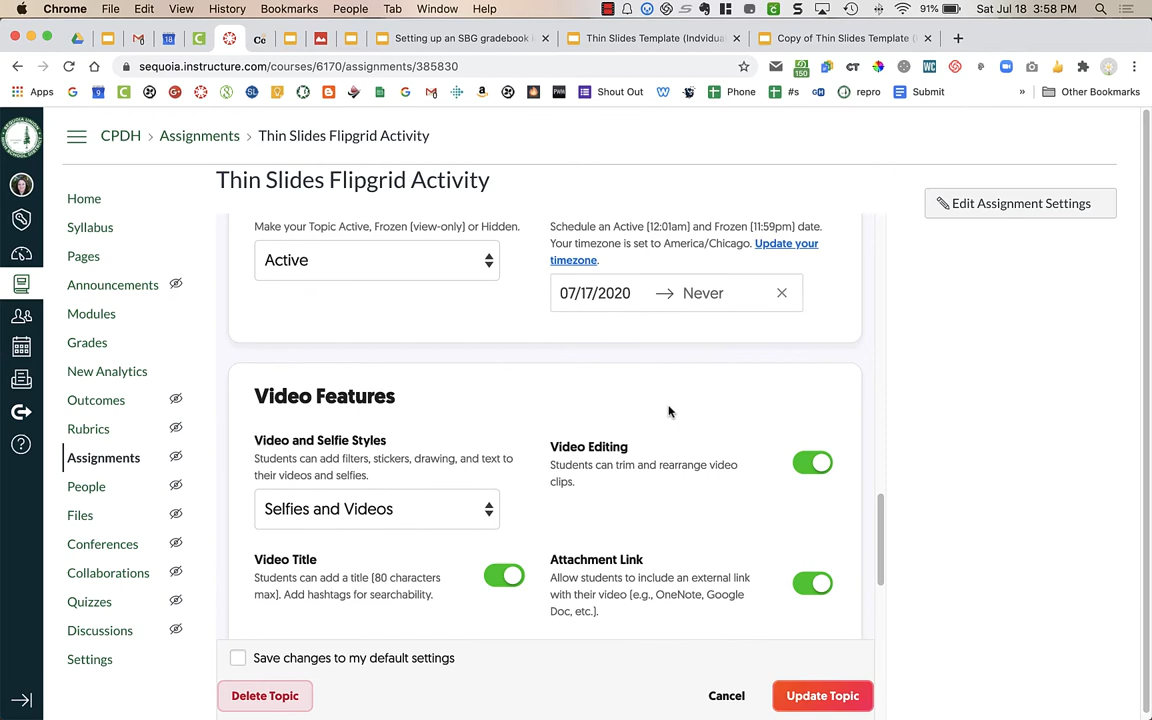 Chrome File Edit View History Bookmarks People Tab Window Help 91% Sat Jul 18 3:58 PM
Setting up an SBG gradebook Thin Slides Template (Indvidua Copy of Thin Slides Template (
sequoia.instructure.com/courses/6170/assignments/385830
Apps Shout Out Phone #s repro Submit » Other Bookmarks
CPDH > Assignments > Thin Slides Flipgrid Activity
Thin Slides Flipgrid Activity
Edit Assignment Settings
Home
Syllabus
Pages
Announcements
Modules
Grades
New Analytics
Outcomes
Rubrics
Assignments
People
Files
Conferences
Collaborations
Quizzes
Discussions
Settings
Make your Topic Active, Frozen (view-only) or Hidden.
Active
Schedule an Active (12:01am) and Frozen (11:59pm) date.
Your timezone is set to America/Chicago. Update your
timezone.
07/17/2020 → Never
Video Features
Video and Selfie Styles
Students can add filters, stickers, drawing, and text to
their videos and selfies.
Selfies and Videos
Video Editing
Students can trim and rearrange video
clips.
Video Title
Students can add a title (80 characters
max). Add hashtags for searchability.
Attachment Link
Allow students to include an external link
with their video (e.g., OneNote, Google
Doc, etc.).
Save changes to my default settings
Delete Topic
Cancel
Update Topic